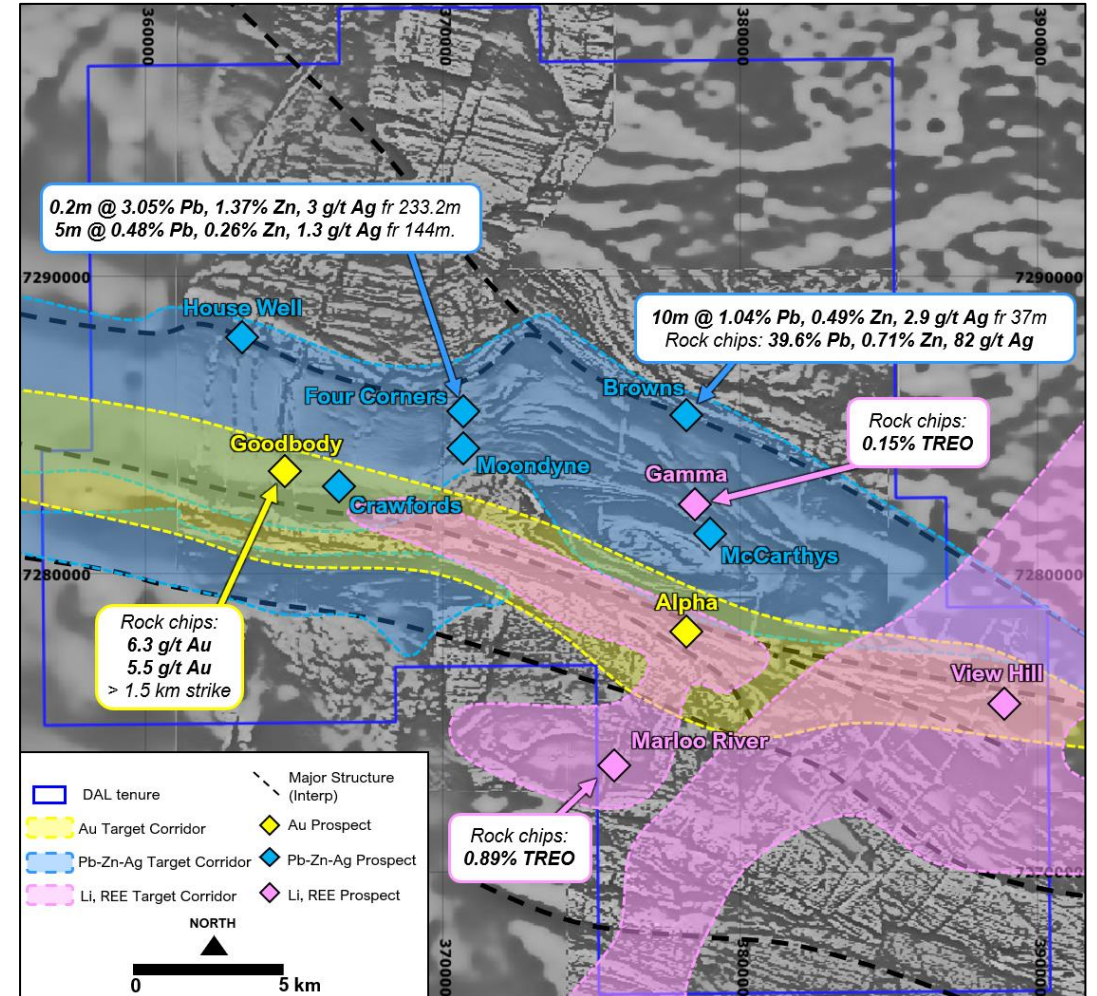 360000
370000
380000
390000
0.2m @ 3.05% Pb, 1.37% Zn, 3 g/t Ag fr 233.2m
5m @ 0.48% Pb, 0.26% Zn, 1.3 g/t Ag fr 144m.
7290000
7290000
House Well
10m @ 1.04% Pb, 0.49% Zn, 2.9 g/t Ag fr 37m
Rock chips: 39.6% Pb, 0.71% Zn, 82 g/t Ag
Four Corners
Browns
Rock chips:
0.15% TREO
Goodbody
Moondyne
Gamma
Crawfords
McCarthys
7280000
7280000
Alpha
Rock chips:
6.3 g/t Au
5.5 g/t Au
> 1.5 km strike
View Hill
Marloo River
Rock chips:
0.89% TREO
7270000
DAL tenure
Major Structure
(Interp)
Au Target Corridor
Au Prospect
Pb-Zn-Ag Target Corridor
Pb-Zn-Ag Prospect
Li, REE Target Corridor
Li, REE Prospect
NORTH
0
5 km
370000
380000
390000